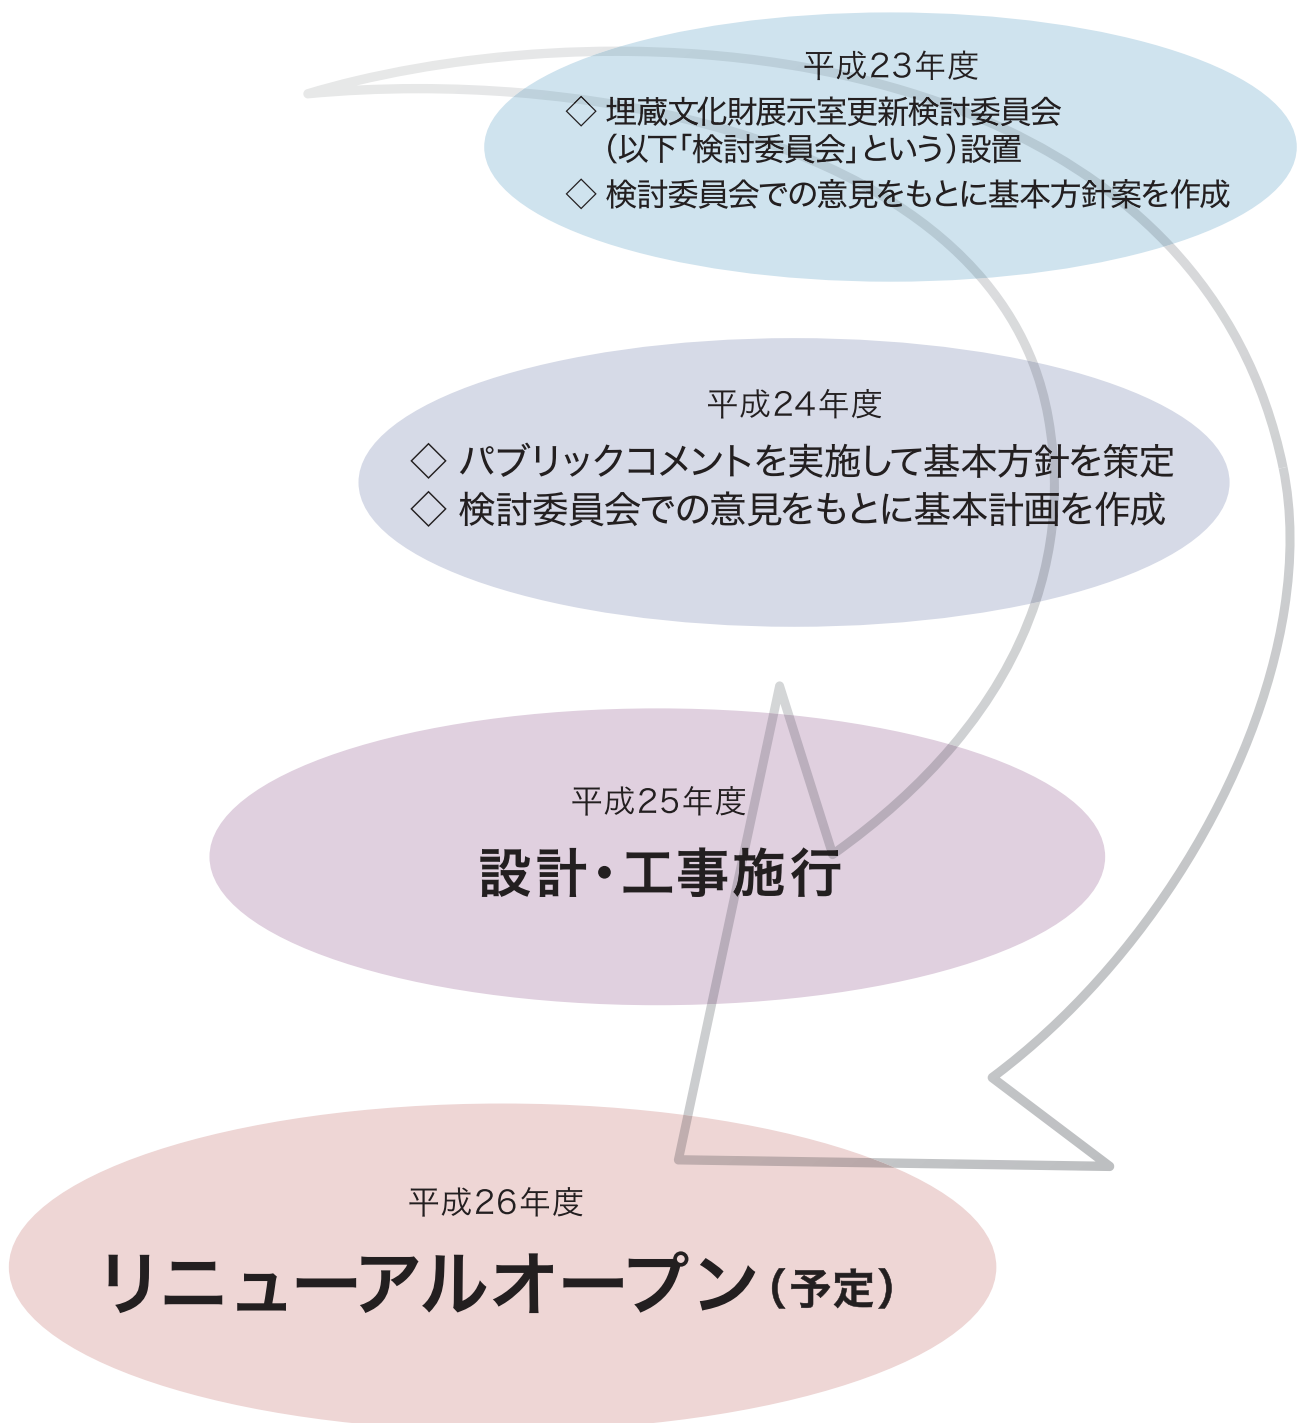 平成23年度
◇ 埋蔵文化財展示室更新検討委員会
（以下「検討委員会」という）設置
◇ 検討委員会での意見をもとに基本方針案を作成
平成24年度
◇ パブリックコメントを実施して基本方針を策定
◇ 検討委員会での意見をもとに基本計画を作成
平成25年度
設計・工事施行
平成26年度
リニューアルオープン（予定）